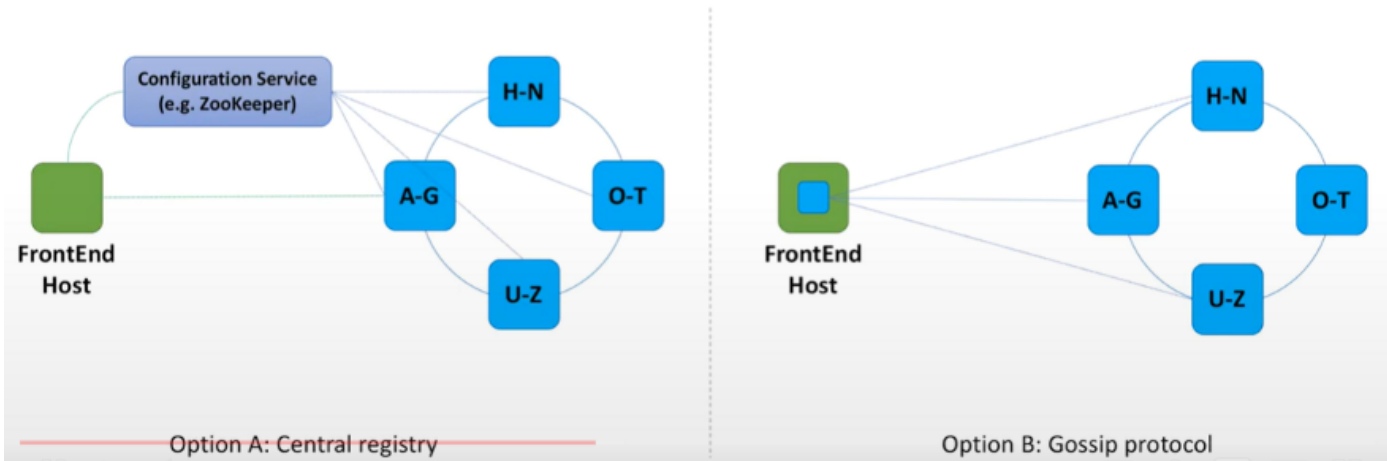 Configuration Service
(e.g. ZooKeeper)
H-N
A-G
O-T
U-Z
FrontEnd
Host
Option A: Central registry
H-N
A-G
O-T
U-Z
FrontEnd
Host
Option B: Gossip protocol